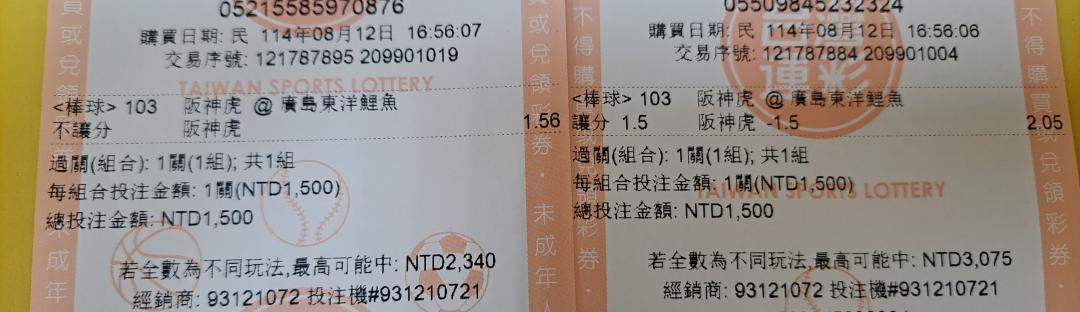 05215585970876
購買日期: 民 114年08月12日 16:56:07
交易序號: 121787895 209901019
TAIWAN SPORTS LOTTERY
<棒球> 103 阪神虎 @ 廣島東洋鯉魚
不讓分 阪神虎 1.56
過關(組合): 1關(1組); 共1組
每組合投注金額: 1關(NTD1,500)
總投注金額: NTD1,500
若全數為不同玩法,最高可能中: NTD2,340
經銷商: 93121072 投注機#931210721
或兌領彩券.未成年
05509845232324
購買日期: 民 114年08月12日 16:56:06
交易序號: 121787884 209901004
<棒球> 103 阪神虎 @ 廣島東洋鯉魚
讓分 1.5 阪神虎 -1.5 2.05
過關(組合): 1關(1組); 共1組
每組合投注金額: 1關(NTD1,500)
TAIWAN SPORTS LOTTERY
總投注金額: NTD1,500
若全數為不同玩法,最高可能中: NTD3,075
經銷商: 93121072 投注機#931210721
不得購買或兌領彩券.